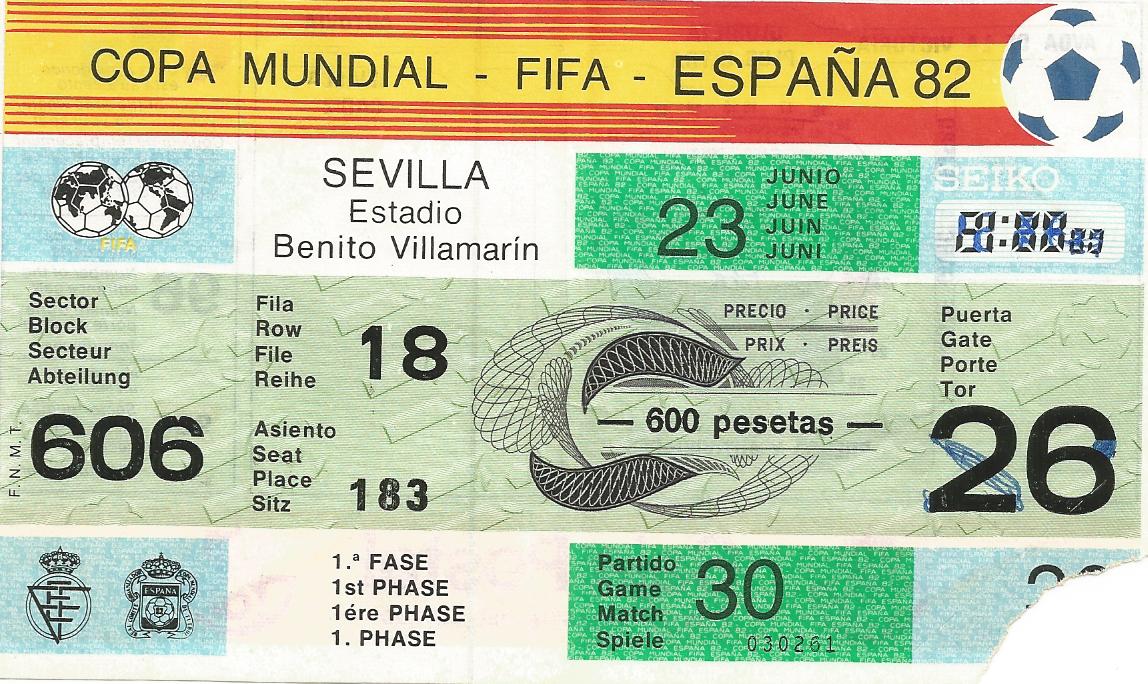 COPA MUNDIAL - FIFA - ESPAÑA 82
FIFA
SEVILLA
Estadio
Benito Villamarín
23
JUNIO
JUNE
JUIN
JUNI
SEIKO
Sector
Block
Secteur
Abteilung
606
F. N. M. T.
Fila
Row
File
Reihe
18
Asiento
Seat
Place
Sitz
183
PRECIO · PRICE
PRIX · PREIS
— 600 pesetas —
Puerta
Gate
Porte
Tor
26
ESPAÑA
1.ª FASE
1st PHASE
1ére PHASE
1. PHASE
Partido
Game
Match
Spiele
30
030261